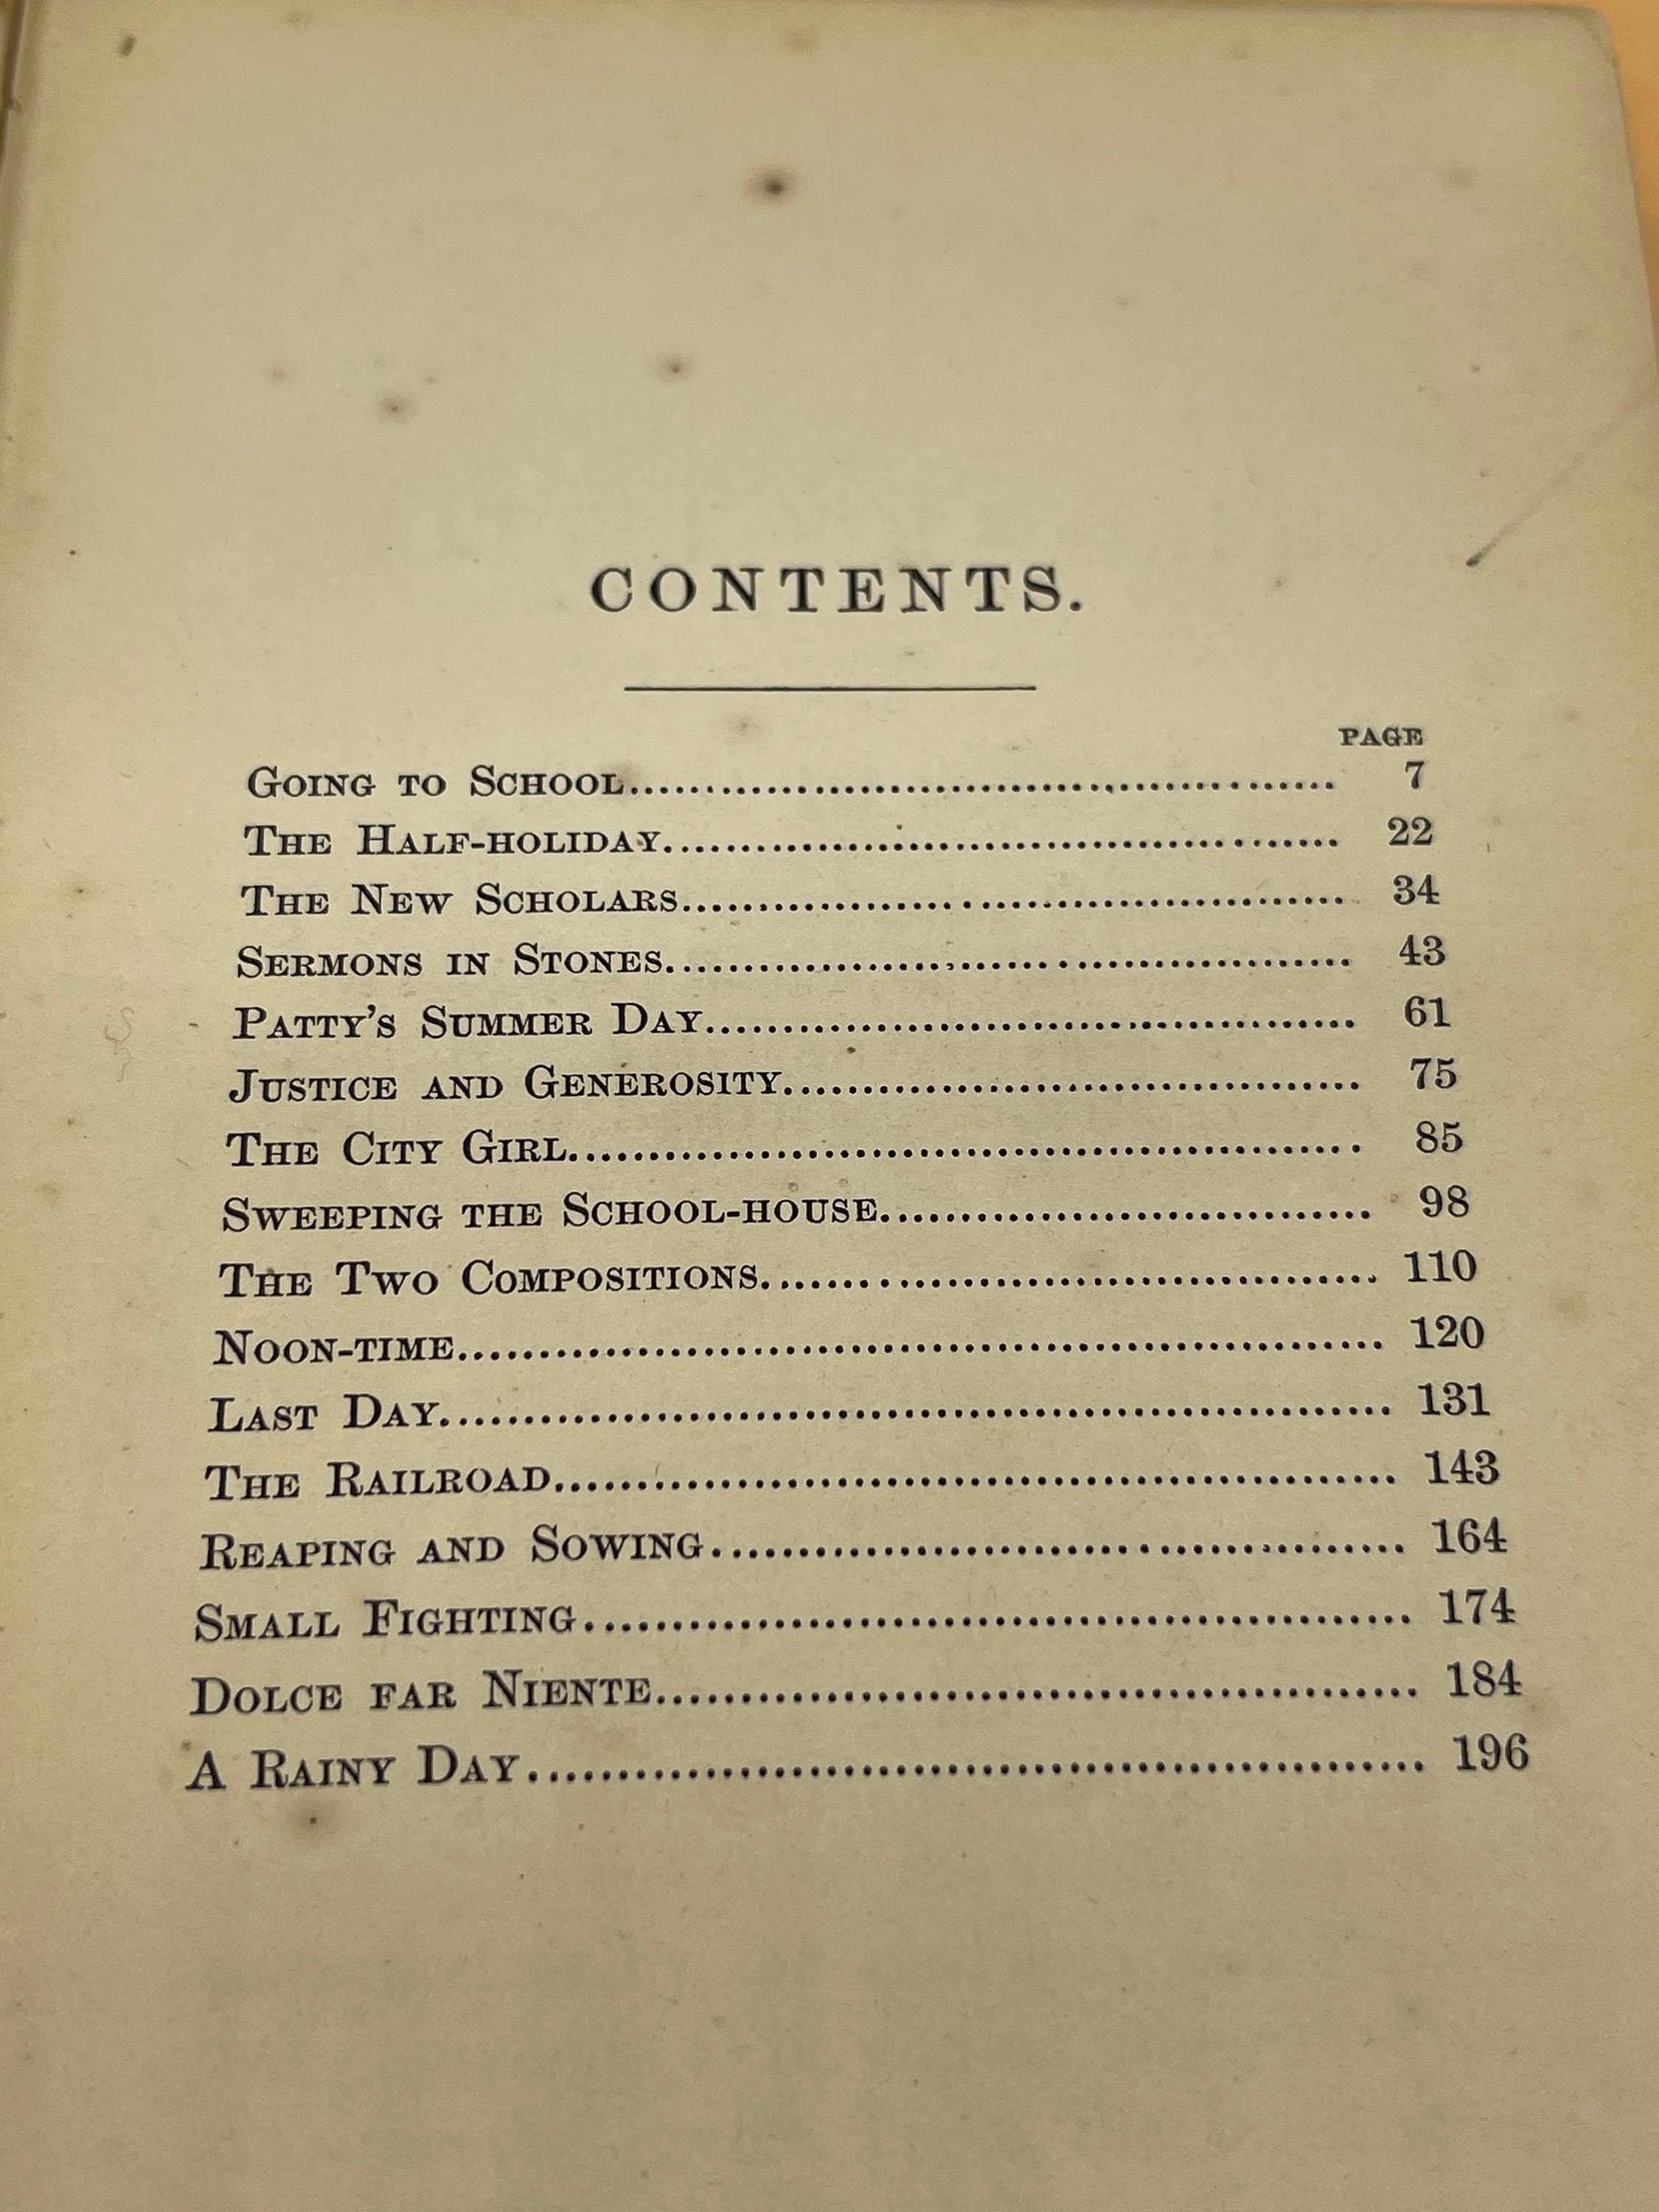 CONTENTS.
PAGE
GOING TO SCHOOL........................................................ 7
THE HALF-HOLIDAY..................................................... 22
THE NEW SCHOLARS................................................... 34
SERMONS IN STONES.................................................... 43
PATTY'S SUMMER DAY................................................. 61
JUSTICE AND GENEROSITY............................................ 75
THE CITY GIRL.......................................................... 85
SWEEPING THE SCHOOL-HOUSE..................................... 98
THE TWO COMPOSITIONS.............................................. 110
NOON-TIME................................................................ 120
LAST DAY.................................................................. 131
THE RAILROAD............................................................ 143
REAPING AND SOWING.................................................. 164
SMALL FIGHTING.......................................................... 174
DOLCE FAR NIENTE...................................................... 184
A RAINY DAY.............................................................. 196